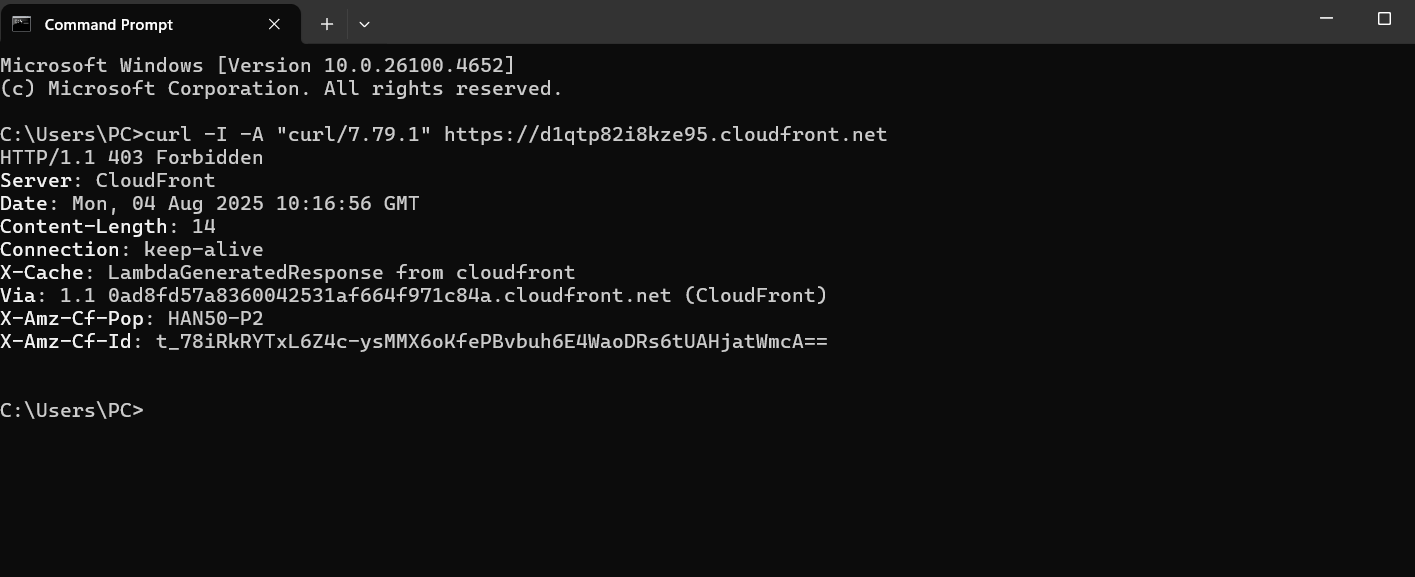 Command Prompt
Microsoft Windows [Version 10.0.26100.4652]
(c) Microsoft Corporation. All rights reserved.
C:\Users\PC>curl -I -A "curl/7.79.1" https://d1qtp82i8kze95.cloudfront.net
HTTP/1.1 403 Forbidden
Server: CloudFront
Date: Mon, 04 Aug 2025 10:16:56 GMT
Content-Length: 14
Connection: keep-alive
X-Cache: LambdaGeneratedResponse from cloudfront
Via: 1.1 0ad8fd57a8360042531af664f971c84a.cloudfront.net (CloudFront)
X-Amz-Cf-Pop: HAN50-P2
X-Amz-Cf-Id: t_78iRkRYTxL6Z4c-ysMMX6oKfePBvbuh6E4WaoDRs6tUAHjatWmcA==
C:\Users\PC>